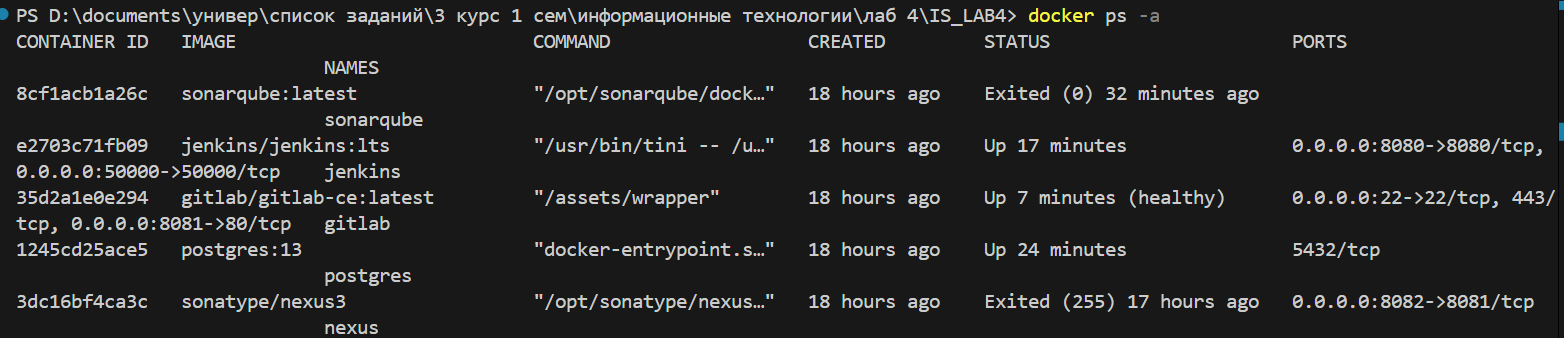 PS D:\documents\универ\список заданий\3 курс 1 сем\информационные технологии\лаб 4\IS_LAB4> docker ps -a
CONTAINER ID   IMAGE                           COMMAND                  CREATED        STATUS                      PORTS
                            NAMES
8cf1acb1a26c   sonarqube:latest                "/opt/sonarqube/dock…"   18 hours ago   Exited (0) 32 minutes ago
                            sonarqube
e2703c71fb09   jenkins/jenkins:lts             "/usr/bin/tini -- /u…"   18 hours ago   Up 17 minutes               0.0.0.0:8080->8080/tcp,
0.0.0.0:50000->50000/tcp    jenkins
35d2a1e0e294   gitlab/gitlab-ce:latest         "/assets/wrapper"        18 hours ago   Up 7 minutes (healthy)      0.0.0.0:22->22/tcp, 443/
tcp, 0.0.0.0:8081->80/tcp   gitlab
1245cd25ace5   postgres:13                     "docker-entrypoint.s…"   18 hours ago   Up 24 minutes               5432/tcp
                            postgres
3dc16bf4ca3c   sonatype/nexus3                 "/opt/sonatype/nexus…"   18 hours ago   Exited (255) 17 hours ago   0.0.0.0:8082->8081/tcp
                            nexus